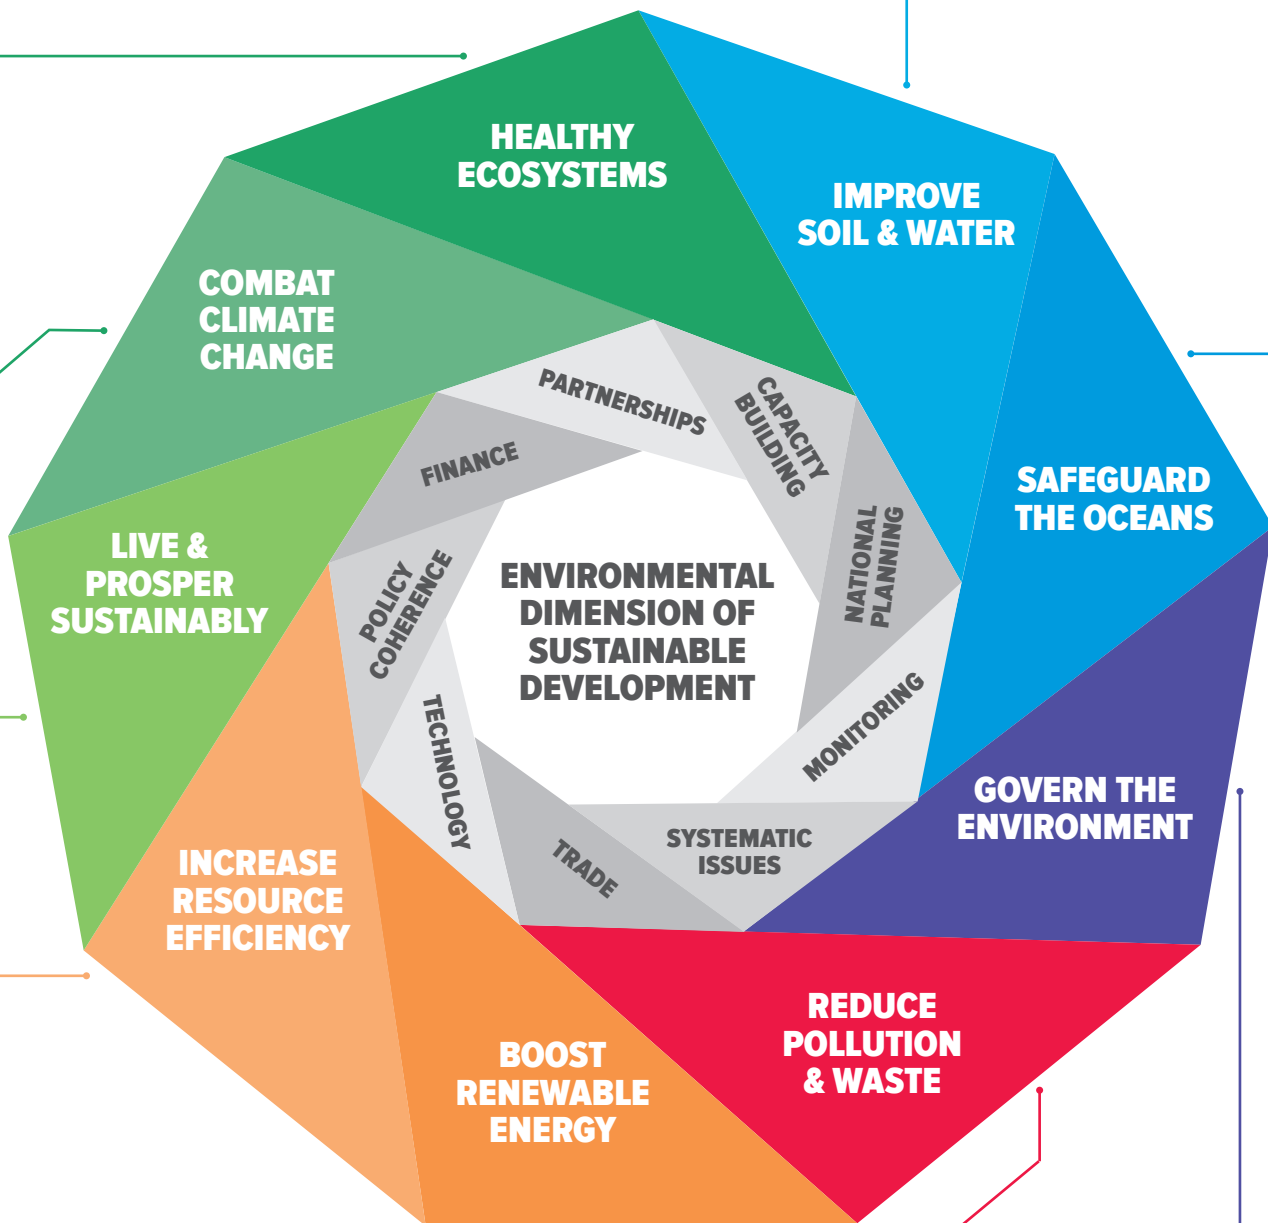 HEALTHY
ECOSYSTEMS
IMPROVE
SOIL & WATER
COMBAT
CLIMATE
CHANGE
SAFEGUARD
THE OCEANS
LIVE &
PROSPER
SUSTAINABLY
GOVERN THE
ENVIRONMENT
INCREASE
RESOURCE
EFFICIENCY
BOOST
RENEWABLE
ENERGY
REDUCE
POLLUTION
& WASTE
PARTNERSHIPS
CAPACITY
BUILDING
FINANCE
NATIONAL
PLANNING
POLICY
COHERENCE
MONITORING
TECHNOLOGY
SYSTEMATIC
ISSUES
TRADE
ENVIRONMENTAL
DIMENSION OF
SUSTAINABLE
DEVELOPMENT